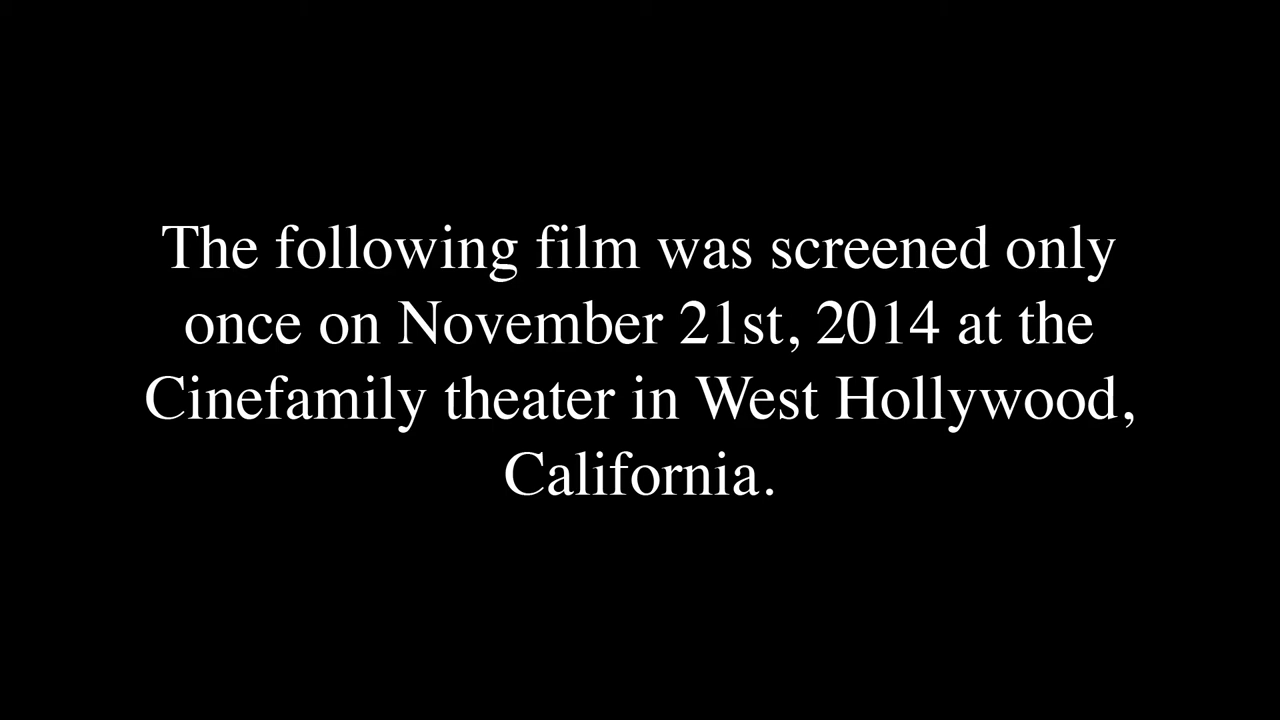 The following film was screened only
once on November 21st, 2014 at the
Cinefamily theater in West Hollywood,
California.